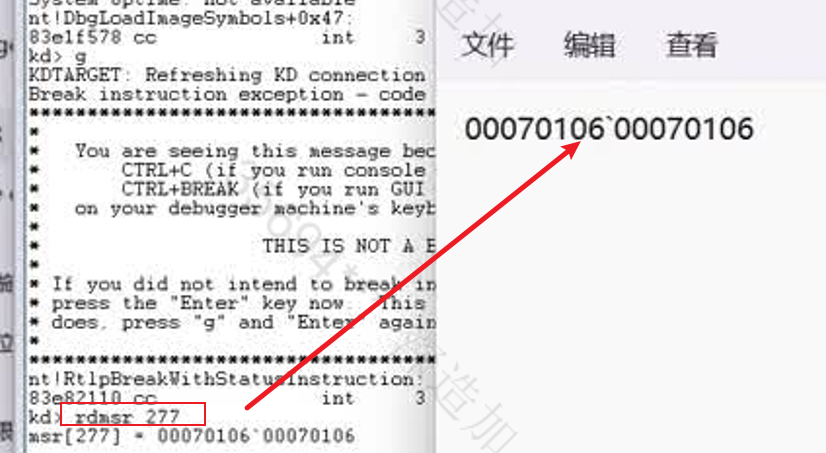 System Uptime: not available
nt!DbgLoadImageSymbols+0x47:
83e1f578 cc int 3
kd> g
KDTARGET: Refreshing KD connection
Break instruction exception - code
*
* You are seeing this message bec
* CTRL+C (if you run console
* CTRL+BREAK (if you run GUI
* on your debugger machine's keyb
*
* THIS IS NOT A B
*
* If you did not intend to break in
* press the "Enter" key now. This
* does, press "g" and "Enter" again
*
nt!RtlpBreakWithStatusInstruction:
83e82110 cc int 3
kd> rdmsr 277
msr[277] = 00070106`00070106
文件 编辑 查看
00070106`00070106